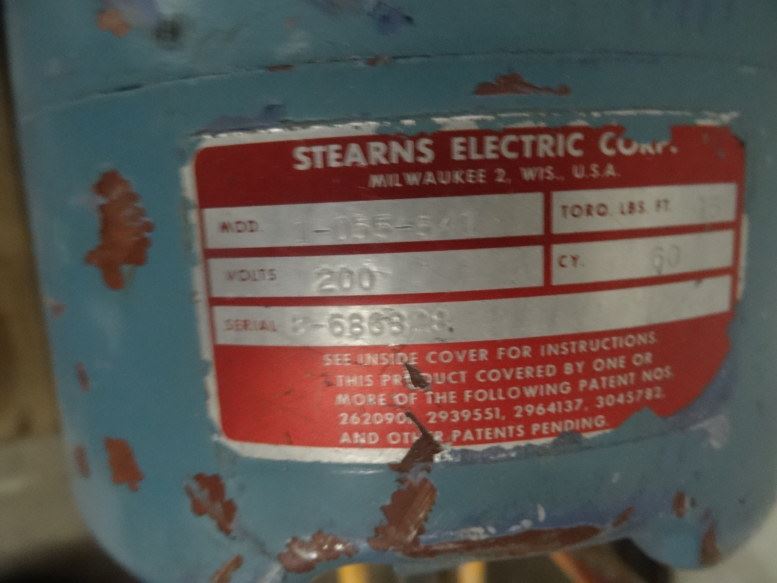 STEARNS ELECTRIC CORP.
MILWAUKEE 2, WIS., U.S.A.
MOD. TORQ. LBS. FT. 15
VOLTS 200 CY. 60
SERIAL
SEE INSIDE COVER FOR INSTRUCTIONS.
THIS PRODUCT COVERED BY ONE OR
MORE OF THE FOLLOWING PATENT NOS.
2939551, 2964137, 3045782,
AND OTHER PATENTS PENDING.